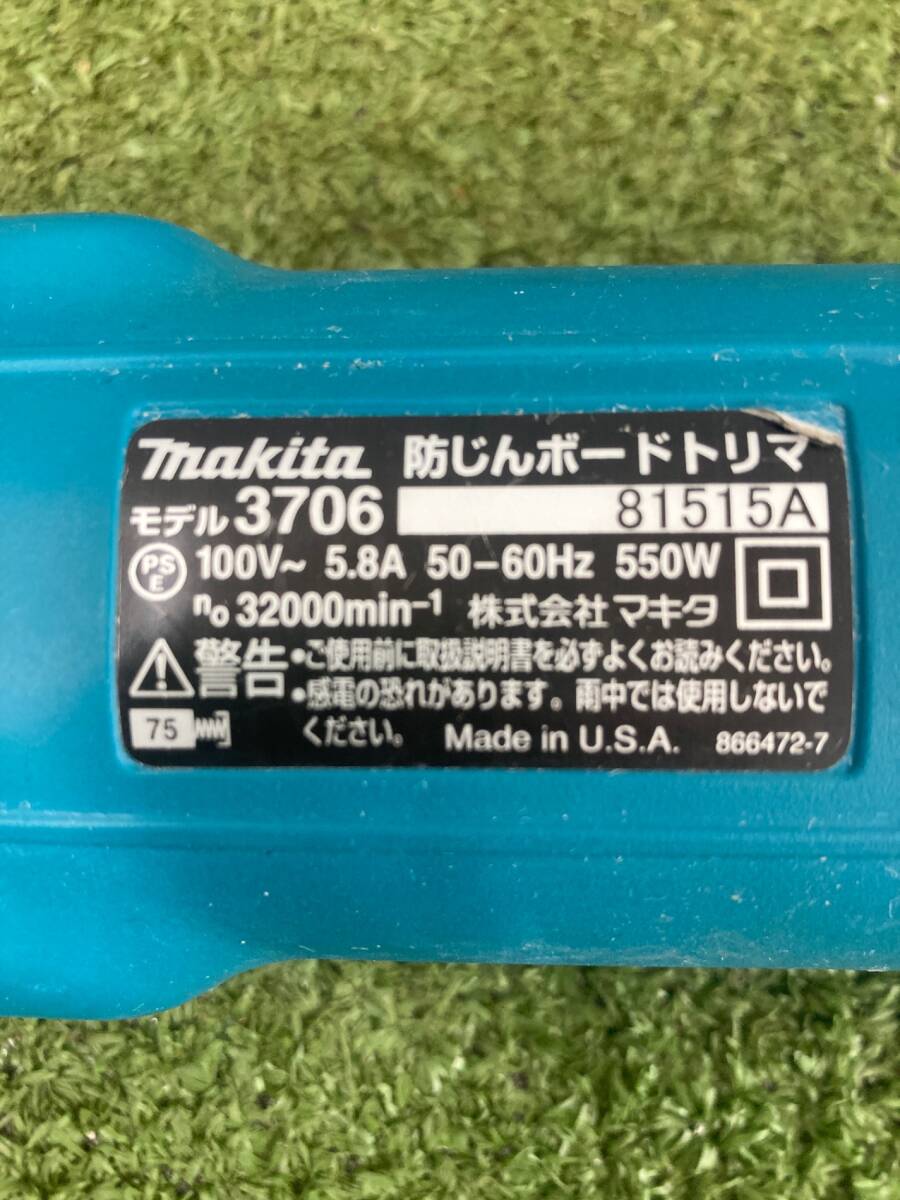 makita 防じんボードトリマ
モデル 3706 81515A
PSE 100V~ 5.8A 50-60Hz 550W
no 32000min-1 株式会社 マキタ
警告 •ご使用前に取扱説明書を必ずよくお読みください。
•感電の恐れがあります。雨中では使用しないで
75 ください。 Made in U.S.A. 866472-7